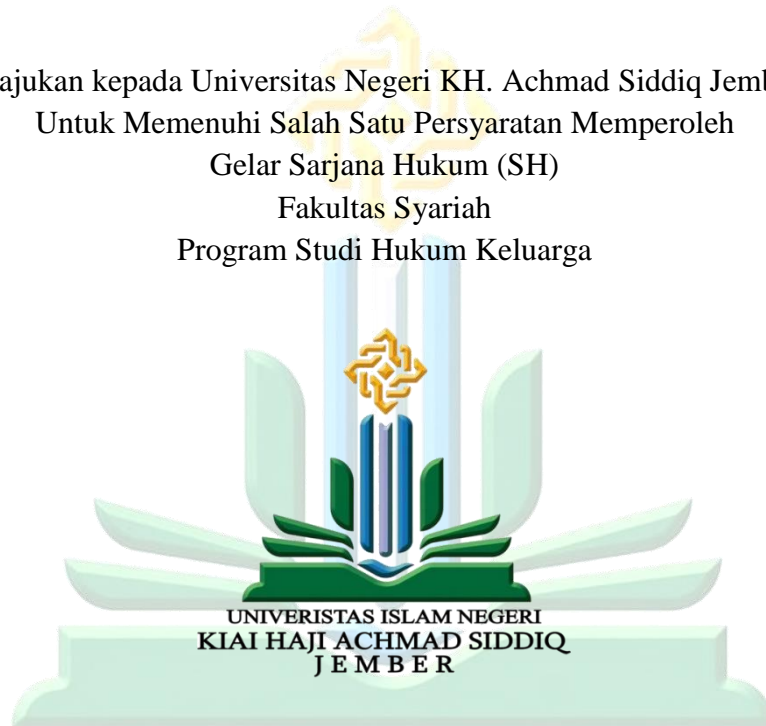 ajukan kepada Universitas Negeri KH. Achmad Siddiq Jemb
Untuk Memenuhi Salah Satu Persyaratan Memperoleh
Gelar Sarjana Hukum (SH)
Fakultas Syariah
Program Studi Hukum Keluarga
UNIVERISTAS ISLAM NEGERI
KIAI HAJI ACHMAD SIDDIQ
JEMBER